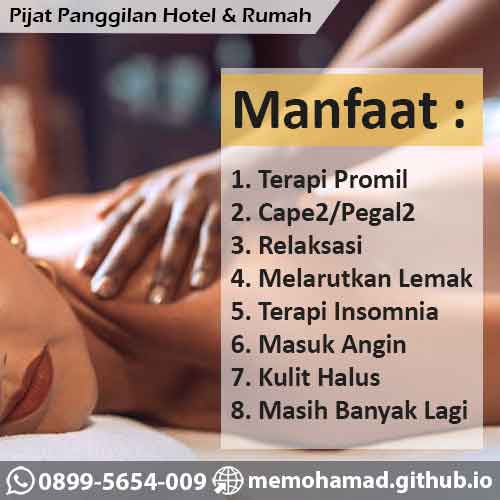 Pijat Panggilan Hotel & Rumah
Manfaat :
1. Terapi Promil
2. Cape2/Pegal2
3. Relaksasi
4. Melarutkan Lemak
5. Terapi Insomnia
6. Masuk Angin
7. Kulit Halus
8. Masih Banyak Lagi
0899-5654-009 memohamad.github.io